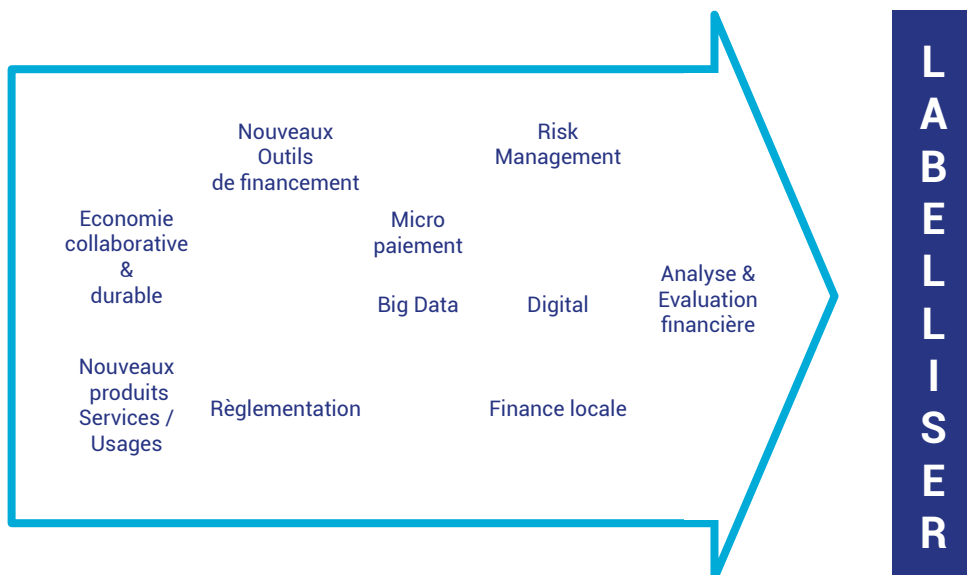 Nouveaux
Outils
de financement
Risk
Management
Economie
collaborative
&
durable
Micro
paiement
Big Data
Digital
Analyse &
Evaluation
financière
Nouveaux
produits
Services /
Usages
Règlementation
Finance locale
L
A
B
E
L
L
I
S
E
R